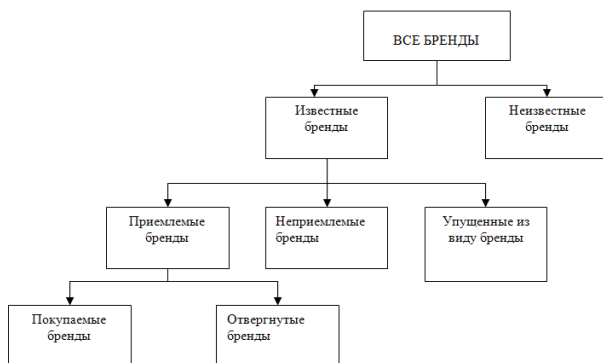 ВСЕ БРЕНДЫ
Известные
бренды
Неизвестные
бренды
Приемлемые
бренды
Неприемлемые
бренды
Упущенные из
виду бренды
Покупаемые
бренды
Отвергнутые
бренды